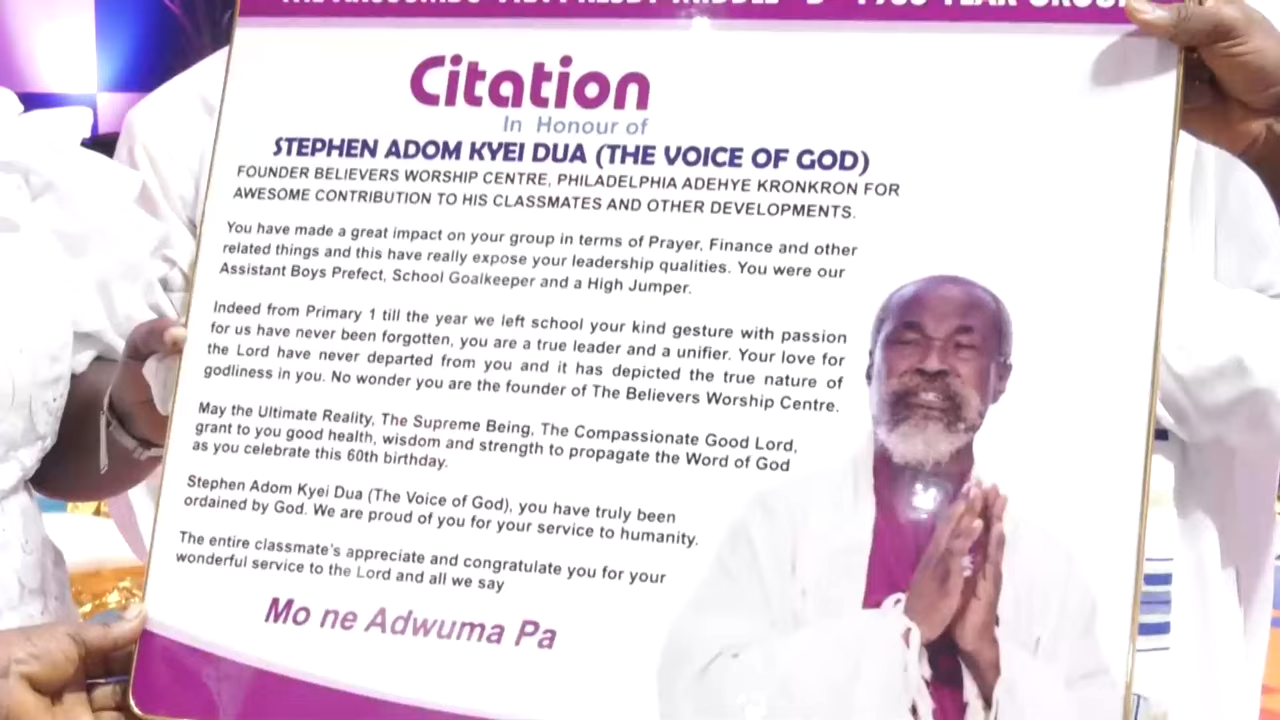 Citation
In Honour of
STEPHEN ADOM KYEI DUA (THE VOICE OF GOD)
FOUNDER BELIEVERS WORSHIP CENTRE, PHILADELPHIA ADEHYE KRONKRON FOR
AWESOME CONTRIBUTION TO HIS CLASSMATES AND OTHER DEVELOPMENTS.
You have made a great impact on your group in terms of Prayer, Finance and other
related things and this have really expose your leadership qualities. You were our
Assistant Boys Prefect, School Goalkeeper and a High Jumper.
Indeed from Primary 1 till the year we left school your kind gesture with passion
for us have never been forgotten, you are a true leader and a unifier. Your love for
the Lord have never departed from you and it has depicted the true nature of
godliness in you. No wonder you are the founder of The Believers Worship Centre.
May the Ultimate Reality, The Supreme Being, The Compassionate Good Lord,
grant to you good health, wisdom and strength to propagate the Word of God
as you celebrate this 60th birthday.
Stephen Adom Kyei Dua (The Voice of God), you have truly been
ordained by God. We are proud of you for your service to humanity.
The entire classmate's appreciate and congratulate you for your
wonderful service to the Lord and all we say
Mo ne Adwuma Pa